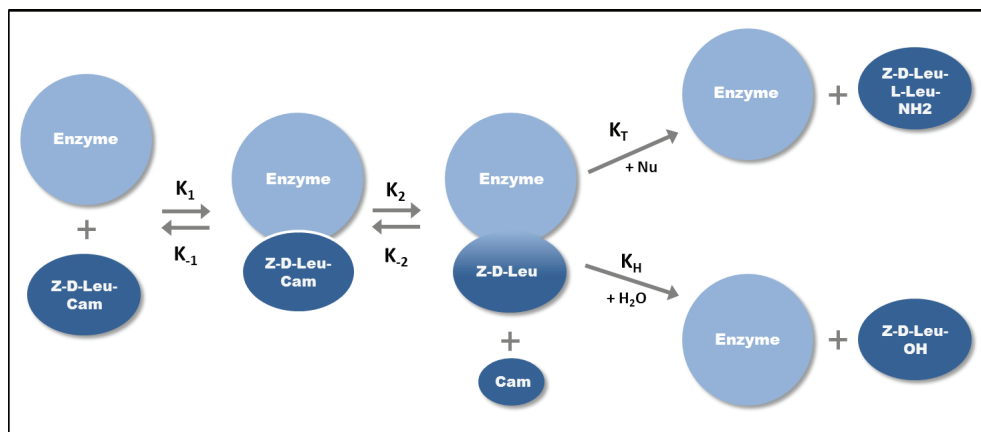 Enzyme
+
Z-D-Leu-
Cam
K1
K-1
Enzyme
Z-D-Leu-
Cam
K2
K-2
Enzyme
Z-D-Leu
+
Cam
KT
+ Nu
Enzyme
+
Z-D-Leu-
L-Leu-
NH2
KH
+ H2O
Enzyme
+
Z-D-Leu-
OH